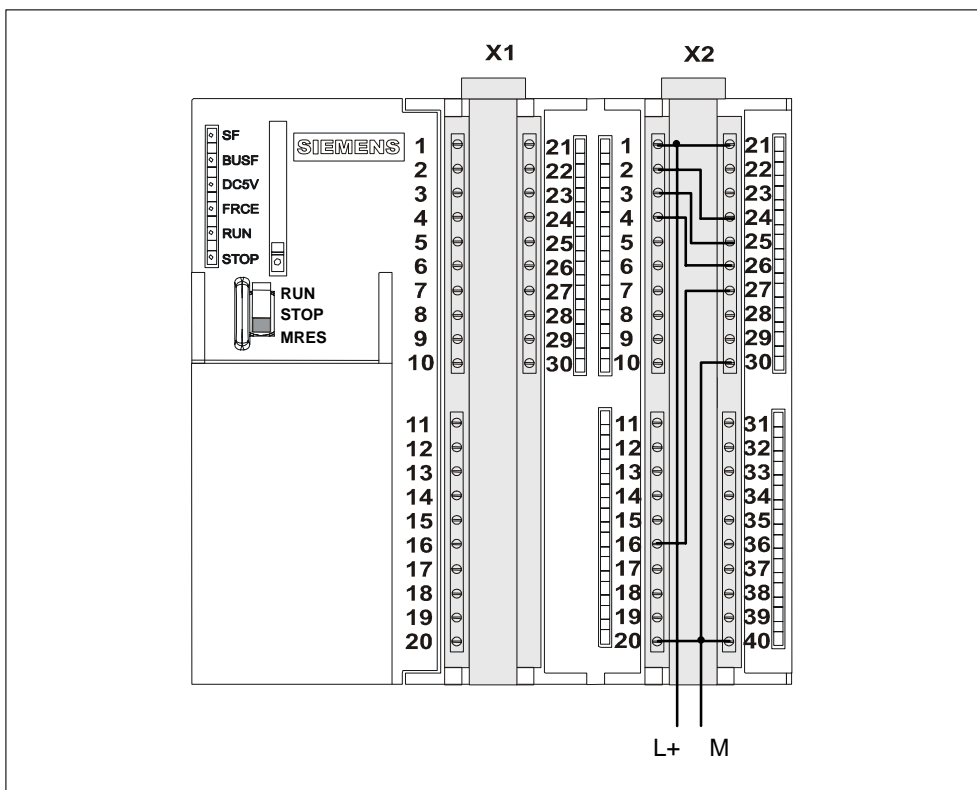 X1 X2
SF
BUSF
DC5V
FRCE
RUN
STOP
SIEMENS
RUN
STOP
MRES
1 21 1 21
2 22 2 22
3 23 3 23
4 24 4 24
5 25 5 25
6 26 6 26
7 27 7 27
8 28 8 28
9 29 9 29
10 30 10 30
11 11 31
12 12 32
13 13 33
14 14 34
15 15 35
16 16 36
17 17 37
18 18 38
19 19 39
20 20 40
L+ M